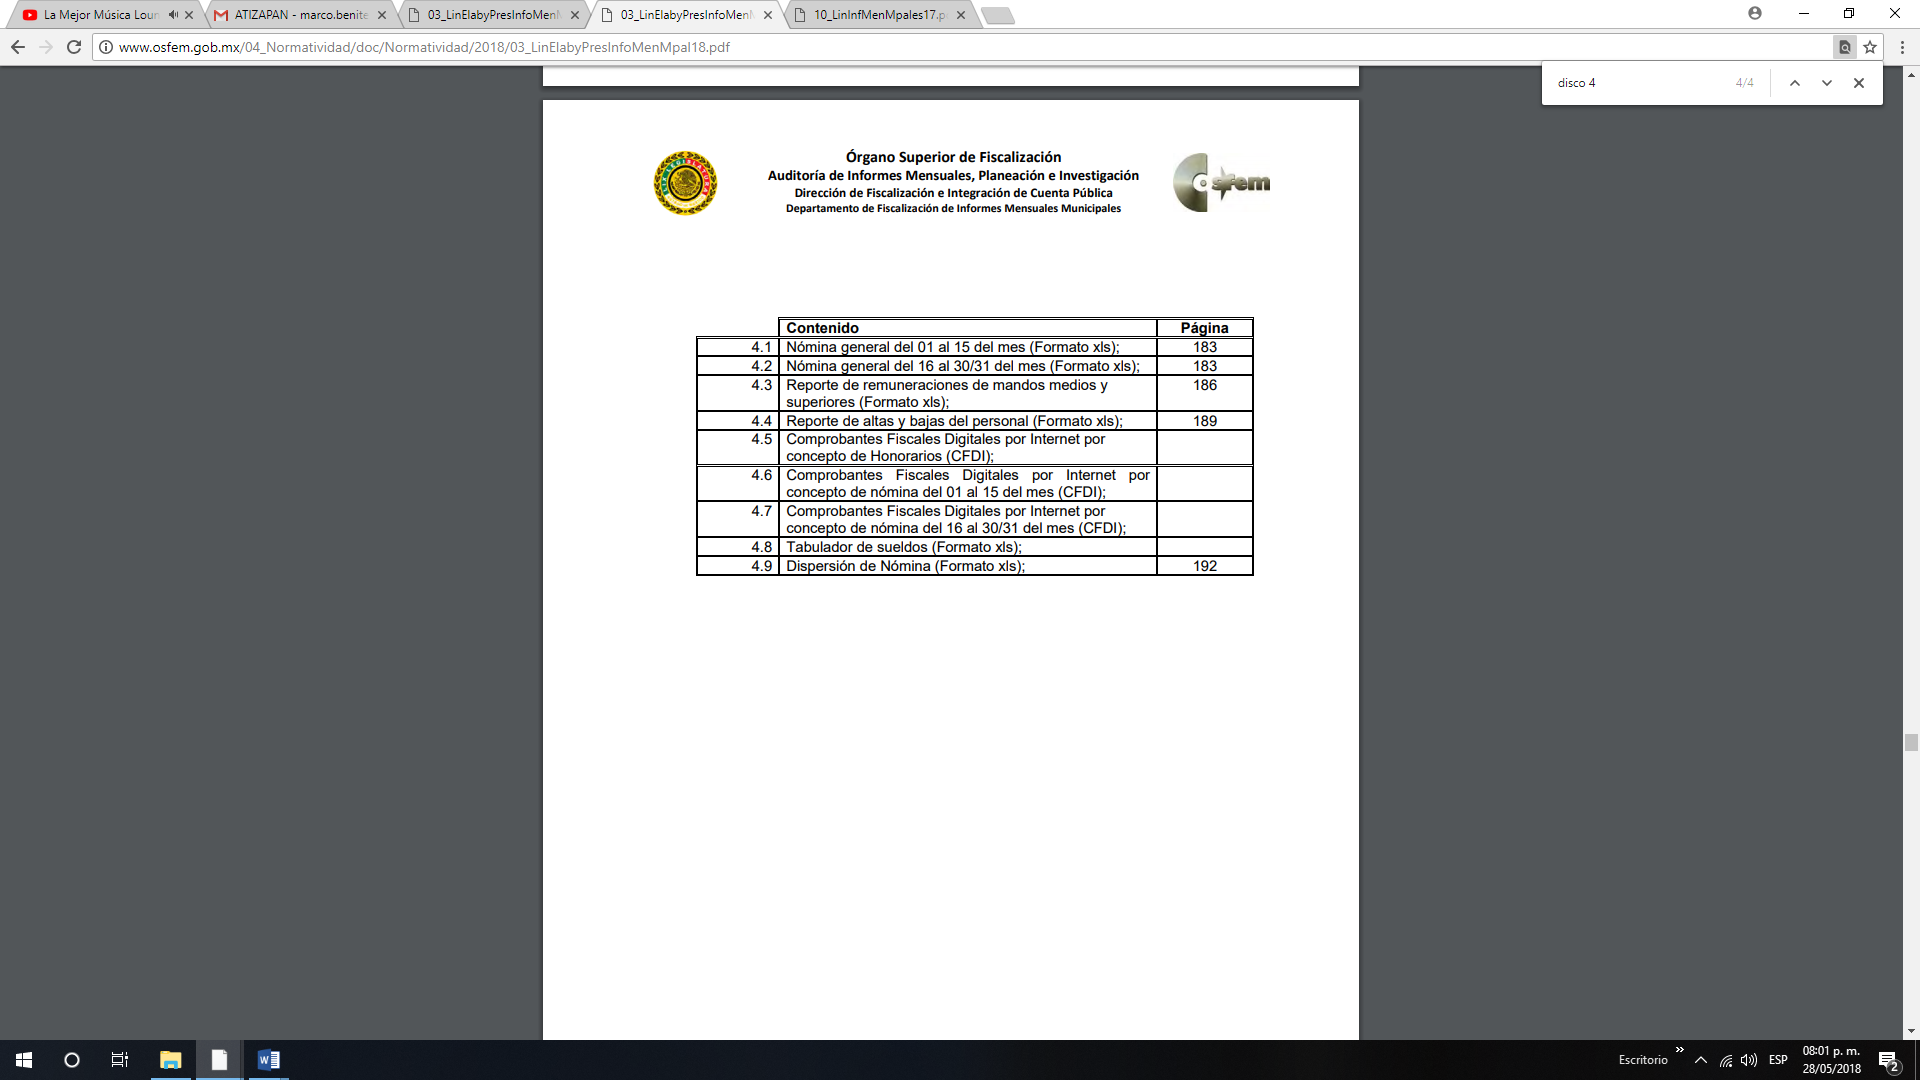 La Mejor Música Loun
ATIZAPAN - marco.benite
03_LinElabyPresInfoMen
03_LinElabyPresInfoMen
10_LinInfMenMpales17.p
www.osfem.gob.mx/04_Normatividad/doc/Normatividad/2018/03_LinElabyPresInfoMenMpal18.pdf
disco 4
4/4
Órgano Superior de Fiscalización
Auditoría de Informes Mensuales, Planeación e Investigación
Dirección de Fiscalización e Integración de Cuenta Pública
Departamento de Fiscalización de Informes Mensuales Municipales
osfem
Contenido Página
4.1 Nómina general del 01 al 15 del mes (Formato xls); 183
4.2 Nómina general del 16 al 30/31 del mes (Formato xls); 183
4.3 Reporte de remuneraciones de mandos medios y 186
superiores (Formato xls);
4.4 Reporte de altas y bajas del personal (Formato xls); 189
4.5 Comprobantes Fiscales Digitales por Internet por
concepto de Honorarios (CFDI);
4.6 Comprobantes Fiscales Digitales por Internet por
concepto de nómina del 01 al 15 del mes (CFDI);
4.7 Comprobantes Fiscales Digitales por Internet por
concepto de nómina del 16 al 30/31 del mes (CFDI);
4.8 Tabulador de sueldos (Formato xls);
4.9 Dispersión de Nómina (Formato xls); 192
Escritorio
ESP
08:01 p. m.
28/05/2018
2